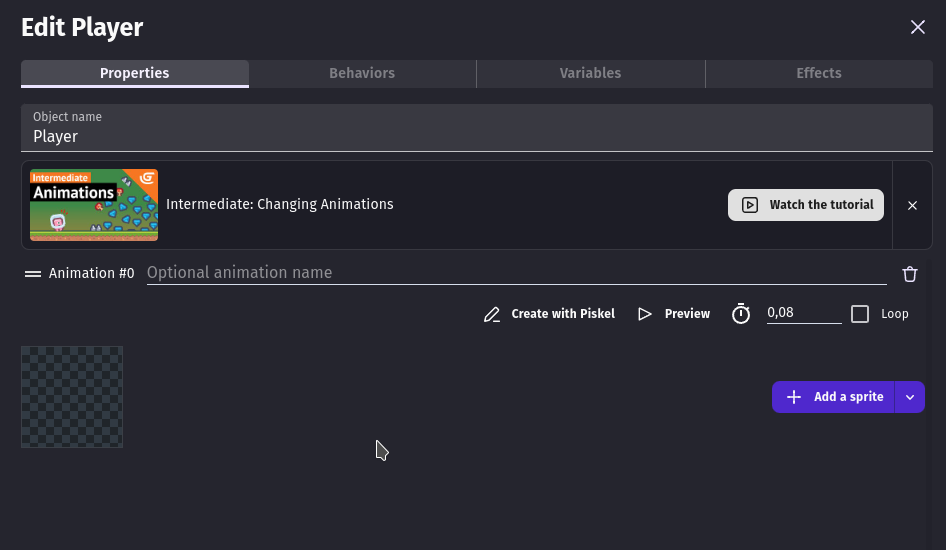 Edit Player
Properties
Behaviors
Variables
Effects
Object name
Player
Intermediate
Animations
Intermediate: Changing Animations
Watch the tutorial
Animation #0
Optional animation name
Create with Piskel
Preview
0,08
Loop
Add a sprite